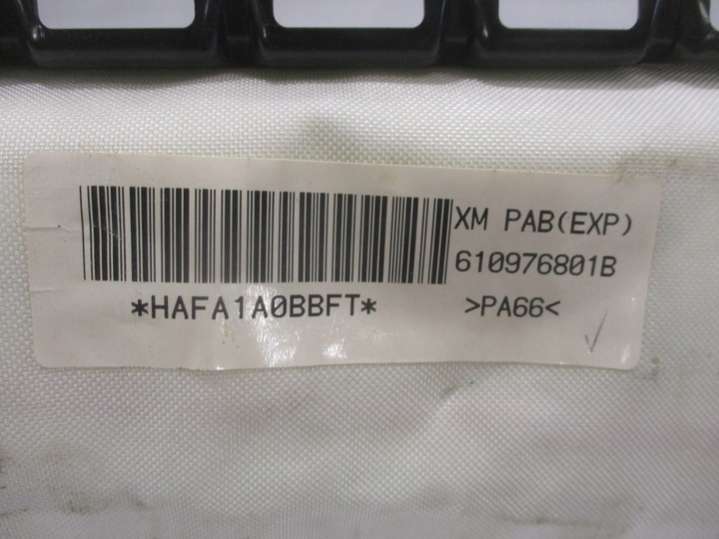 XM PAB(EXP)
610976801B
*HAFA1A0BBFT*
>PA66<